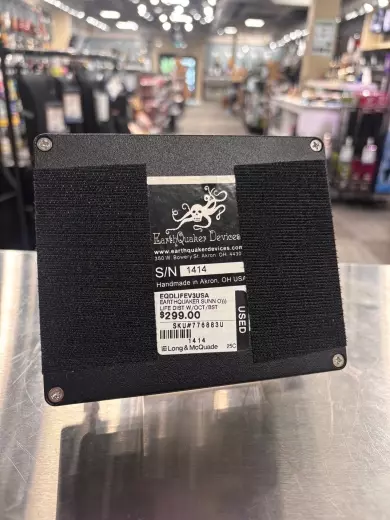 EarthQuaker Devices
www.earthquakerdevices.com
350 W. Bowery St. Akron, OH,
S/N 1414
Handmade in Akron, OH USA
EQDLIFEV3USA
EARTHQUAKER SUNN O)))
LIFE DIST W/OCT/BST
$299.00
SKU#776883U
1414
Long & McQuade
USED